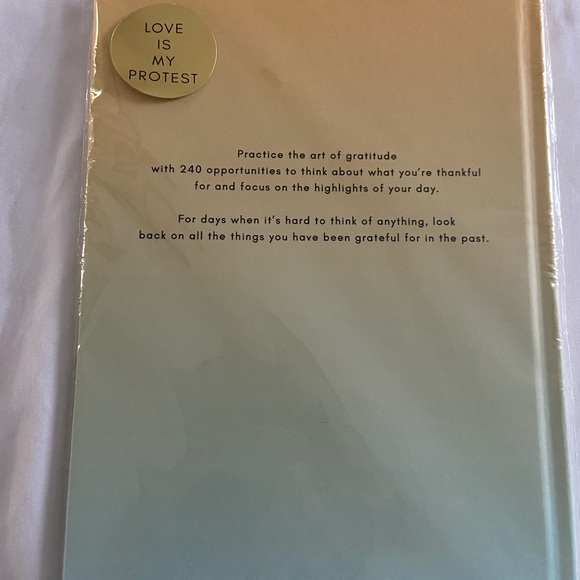 LOVE
IS
MY
PROTEST
Practice the art of gratitude
with 240 opportunities to think about what you're thankful
for and focus on the highlights of your day.
For days when it's hard to think of anything, look
back on all the things you have been grateful for in the past.